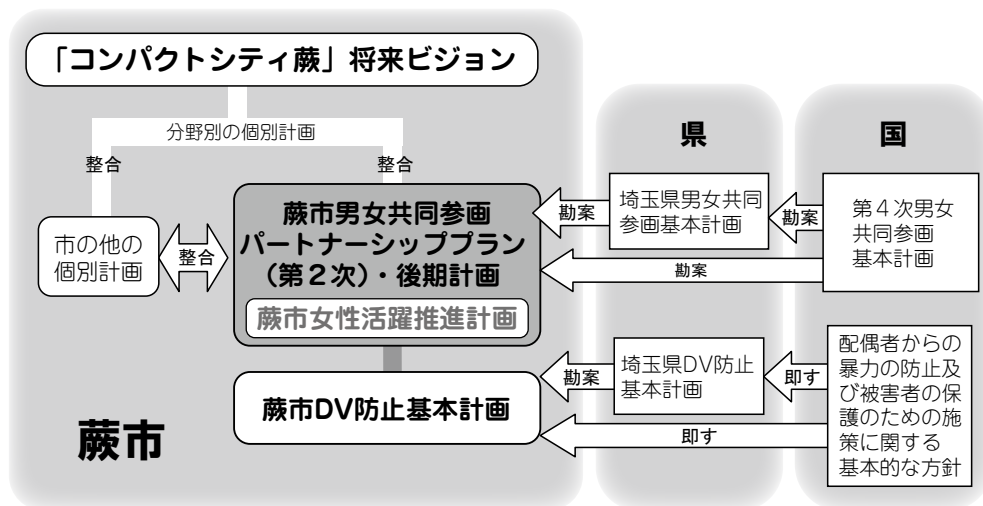 「コンパクトシティ蕨」将来ビジョン
分野別の個別計画
整合
整合
市の他の
個別計画
整合
蕨市男女共同参画
パートナーシッププラン
（第２次）・後期計画
蕨市女性活躍推進計画
蕨市DV防止基本計画
蕨市
県
勘案
埼玉県男女共同
参画基本計画
勘案
勘案
勘案
埼玉県DV防止
基本計画
即す
即す
国
第４次男女
共同参画
基本計画
配偶者からの
暴力の防止及
び被害者の保
護のための施
策に関する
基本的な方針